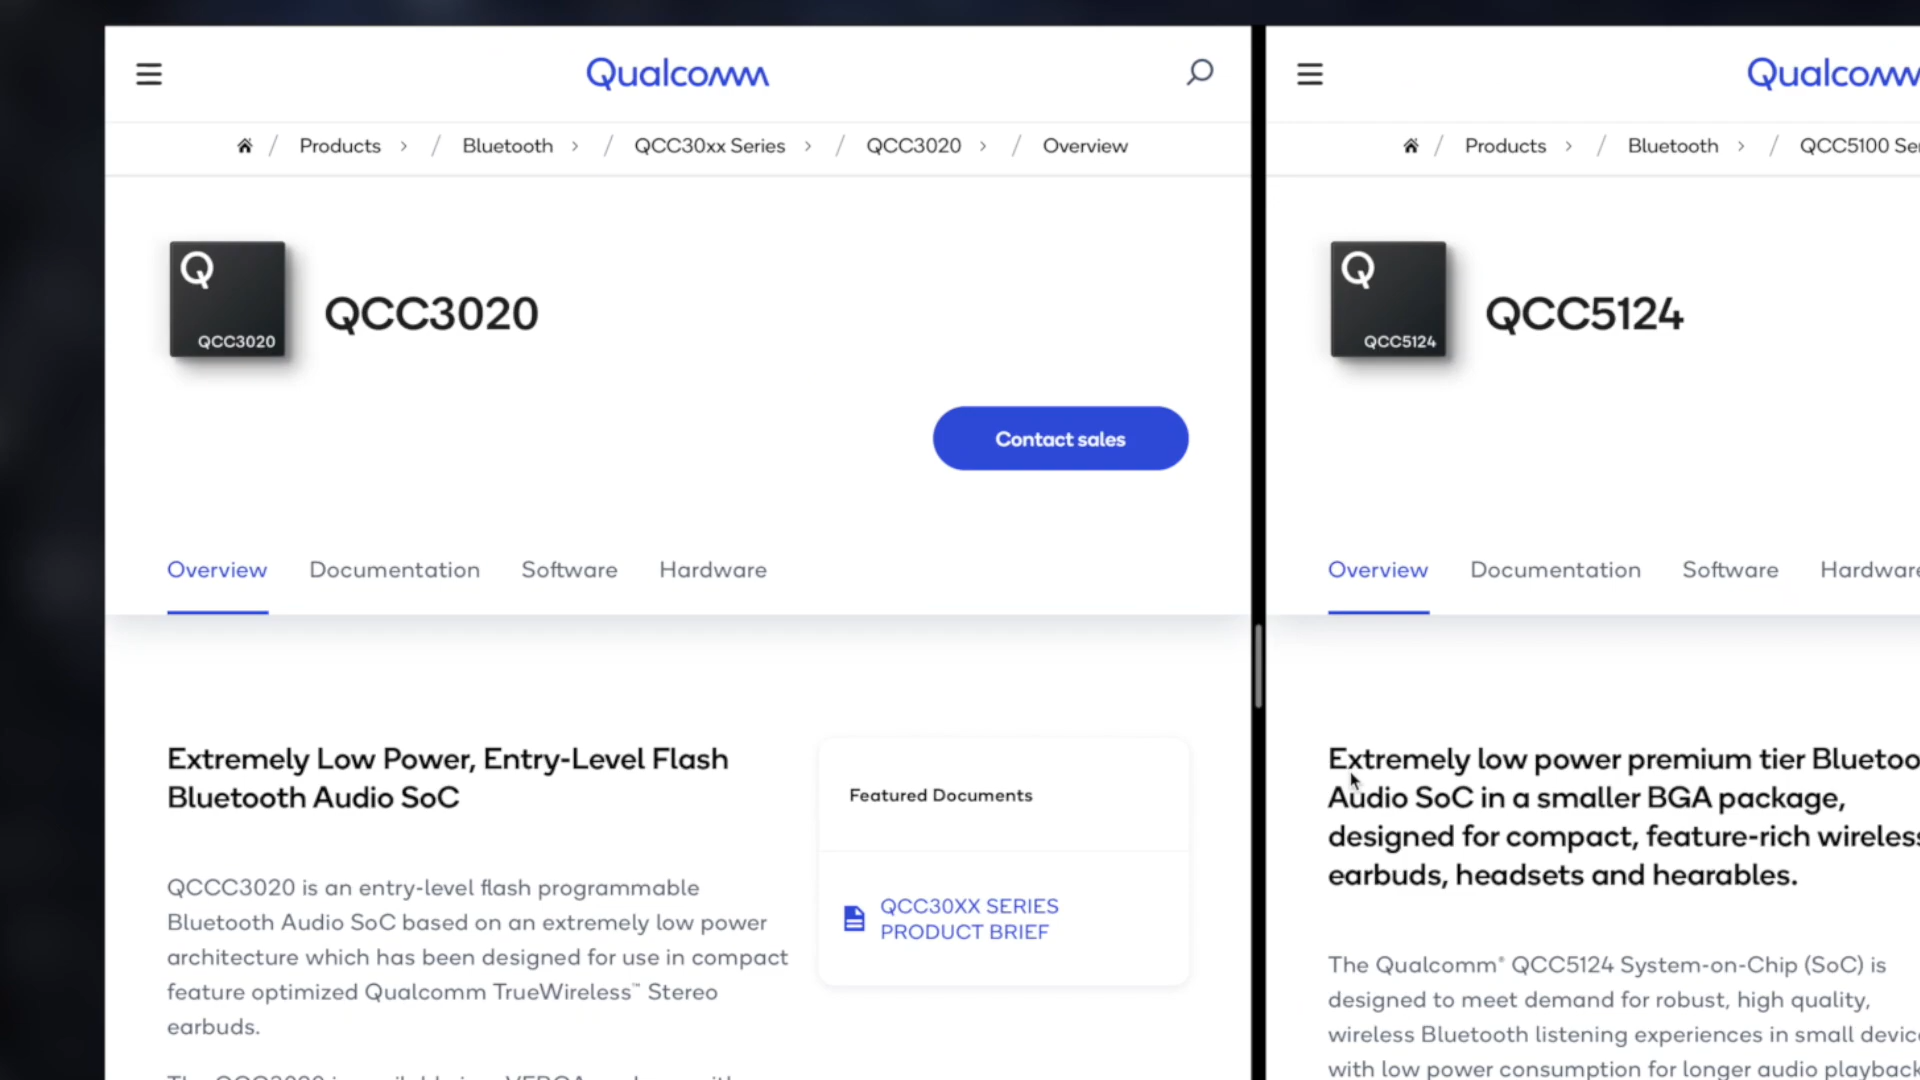 Qualcomm
Products
Bluetooth
QCC30xx Series
QCC3020
Overview
Q
QCC3020
QCC3020
Contact sales
Overview
Documentation
Software
Hardware
Extremely Low Power, Entry-Level Flash
Bluetooth Audio SoC
QCCC3020 is an entry-level flash programmable
Bluetooth Audio SoC based on an extremely low power
architecture which has been designed for use in compact
feature optimized Qualcomm TrueWireless™ Stereo
earbuds.
Featured Documents
QCC30XX SERIES
PRODUCT BRIEF
Qualcomm
Products
Bluetooth
QCC5100
Q
QCC5124
QCC5124
Overview
Documentation
Software
Hardware
Extremely low power premium tier
Audio SoC in a smaller BGA package,
designed for compact, feature-rich wireless
earbuds, headsets and hearables.
The Qualcomm® QCC5124 System-on-Chip (SoC) is
designed to meet demand for robust, high quality,
wireless Bluetooth listening experiences in small
with low power consumption for longer audio playback